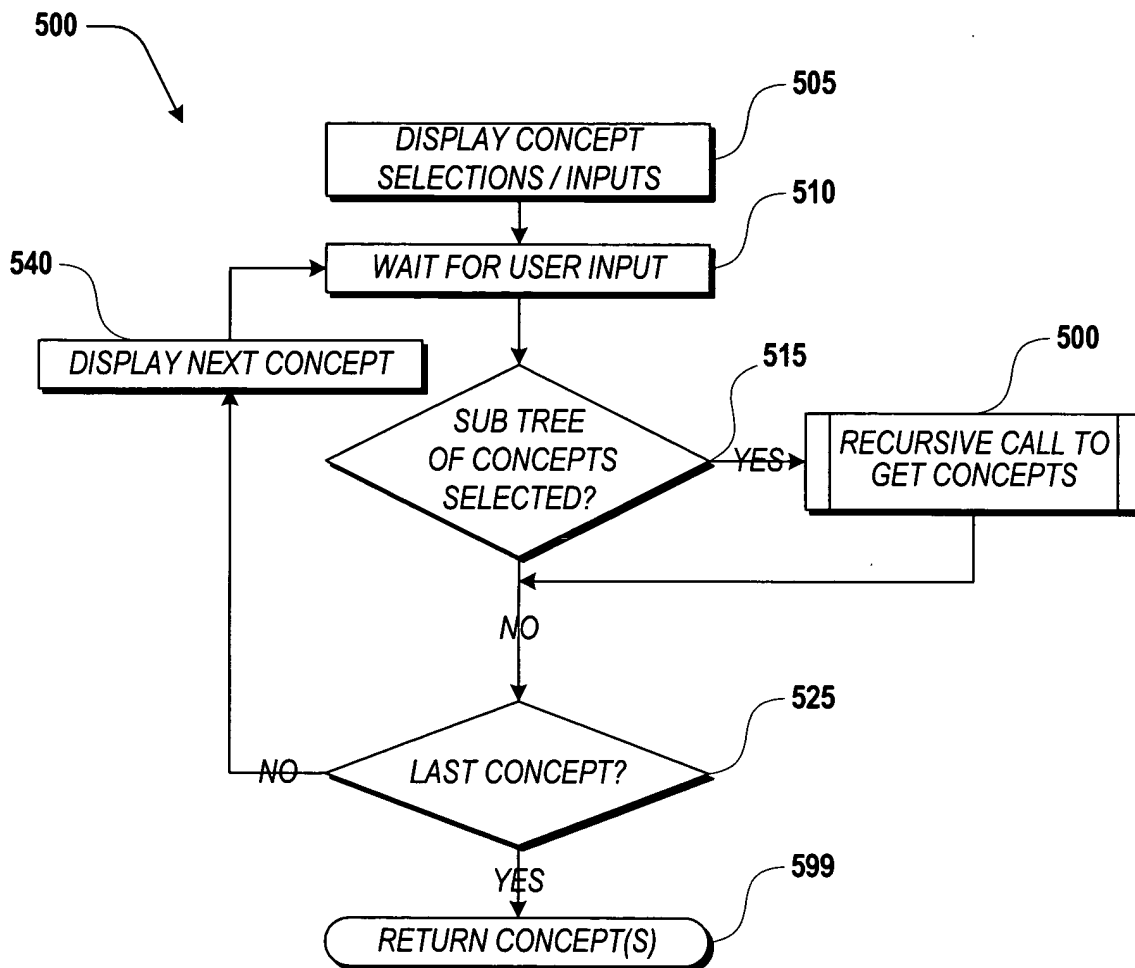 500
505
DISPLAY CONCEPT
SELECTIONS / INPUTS
510
WAIT FOR USER INPUT
540
DISPLAY NEXT CONCEPT
515
SUB TREE
OF CONCEPTS
SELECTED?
YES
500
RECURSIVE CALL TO
GET CONCEPTS
NO
525
LAST CONCEPT?
NO
YES
599
RETURN CONCEPT(S)